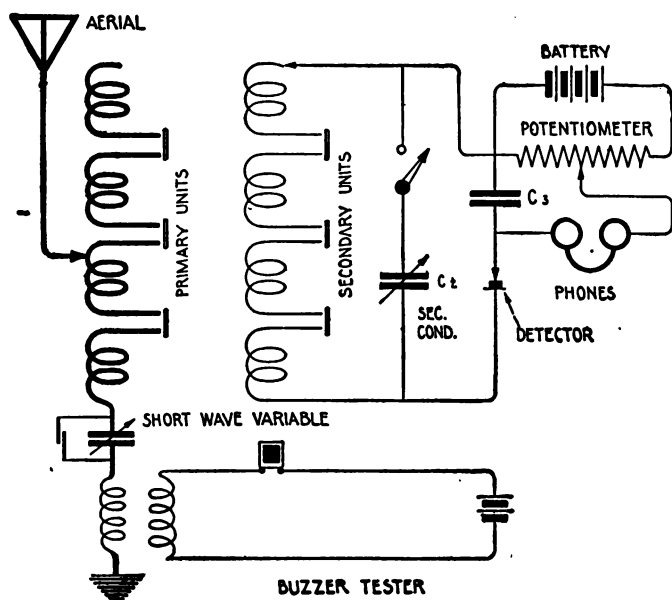 AERIAL
BATTERY
POTENTIOMETER
C3
PRIMARY UNITS
SECONDARY UNITS
C2
SEC.
COND.
PHONES
DETECTOR
SHORT WAVE VARIABLE
BUZZER TESTER